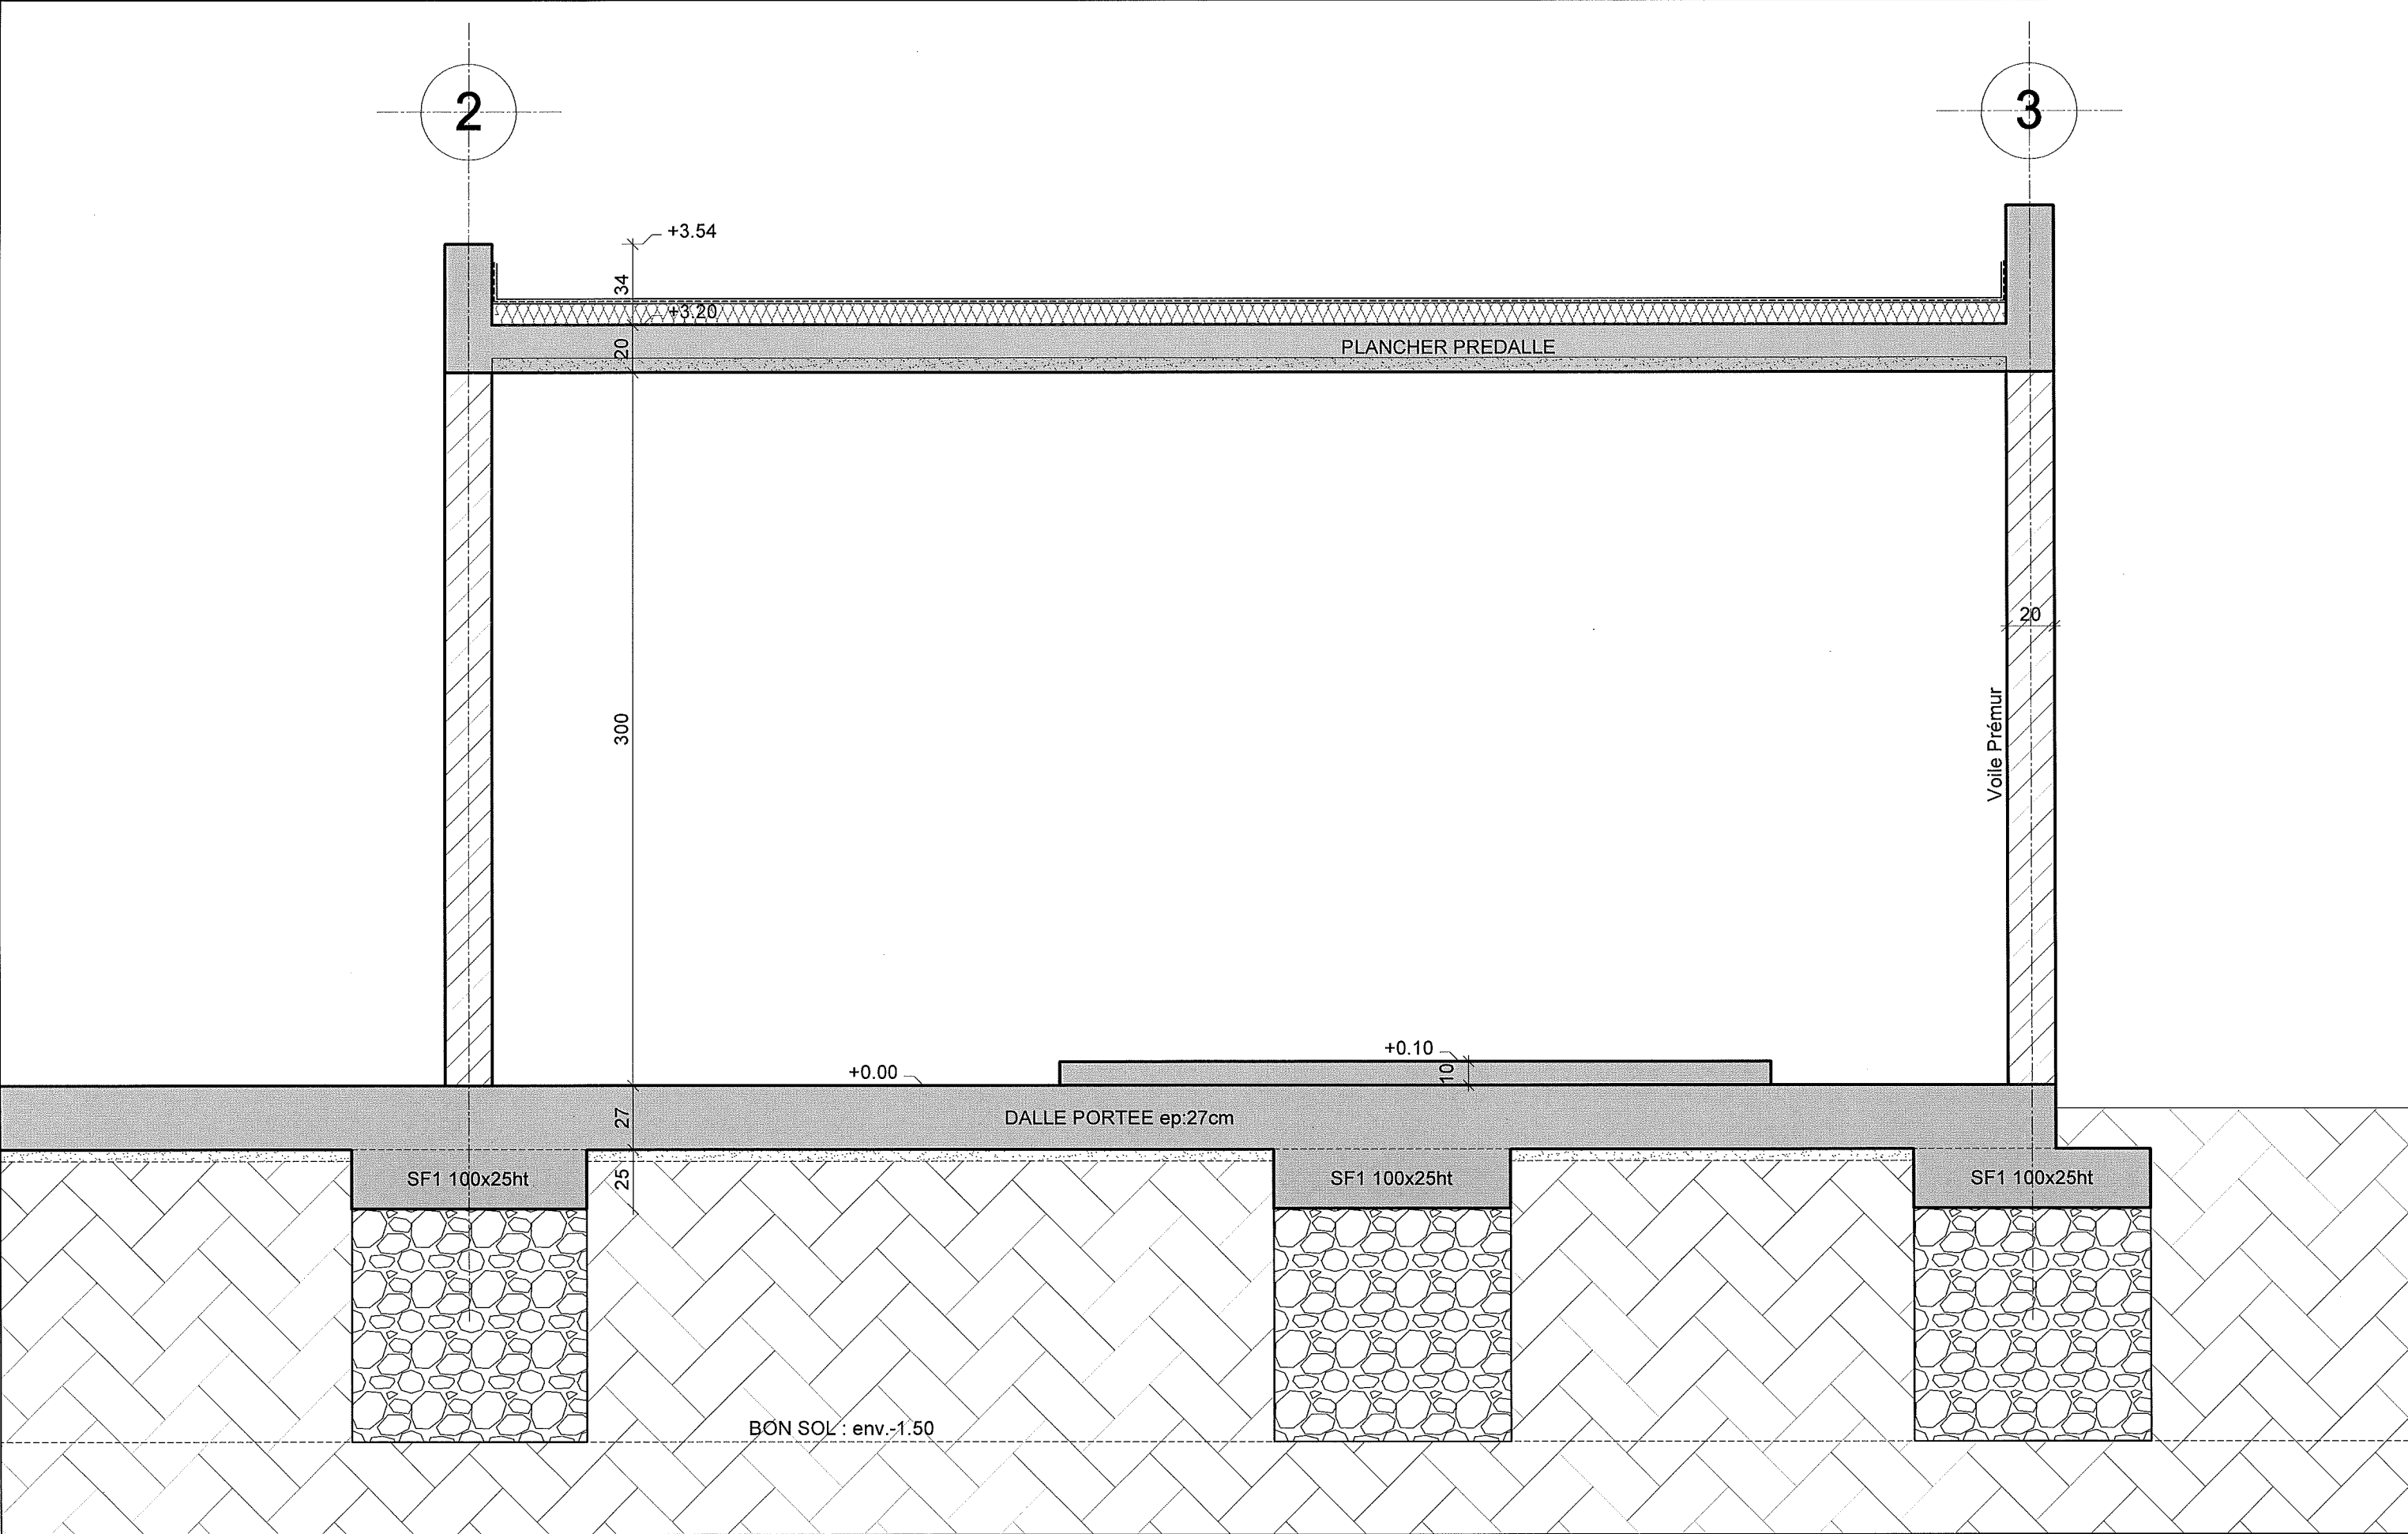 2
3
+3.54
34
+3.20
20
PLANCHER PREDALLE
20
300
Voile Prémur
+0.10
10
+0.00
27
DALLE PORTEE ep:27cm
25
SF1 100x25ht
SF1 100x25ht
SF1 100x25ht
BON SOL : env.-1.50